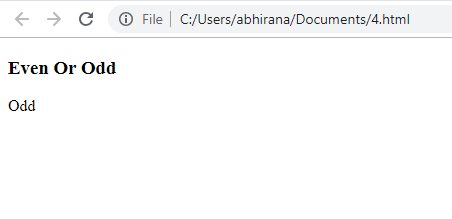 File C:/Users/abhirana/Documents/4.html
Even Or Odd
Odd